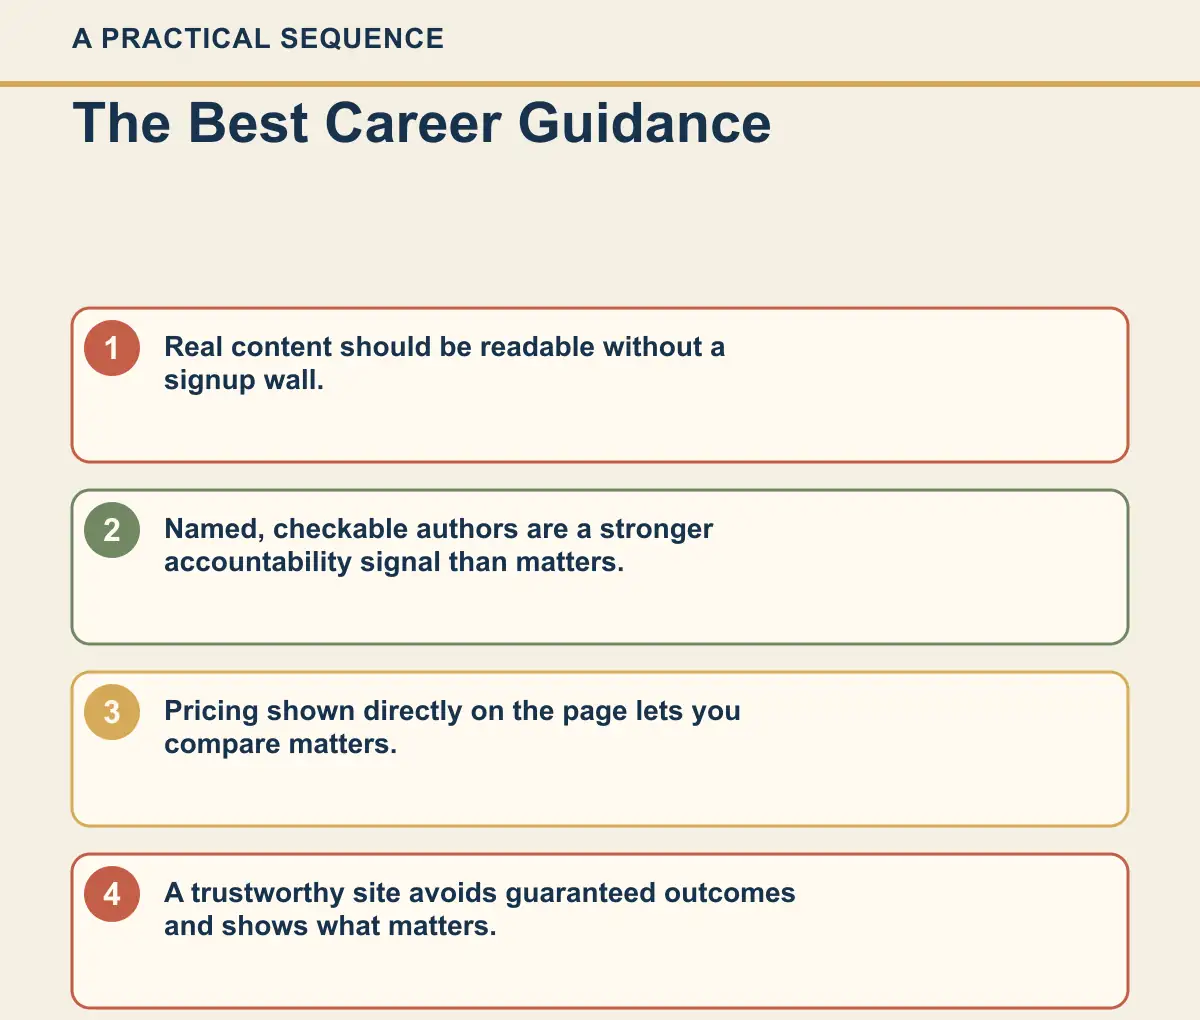 A PRACTICAL SEQUENCE
The Best Career Guidance
1
Real content should be readable without a
signup wall.
2
Named, checkable authors are a stronger
accountability signal than matters.
3
Pricing shown directly on the page lets you
compare matters.
4
A trustworthy site avoids guaranteed outcomes
and shows what matters.